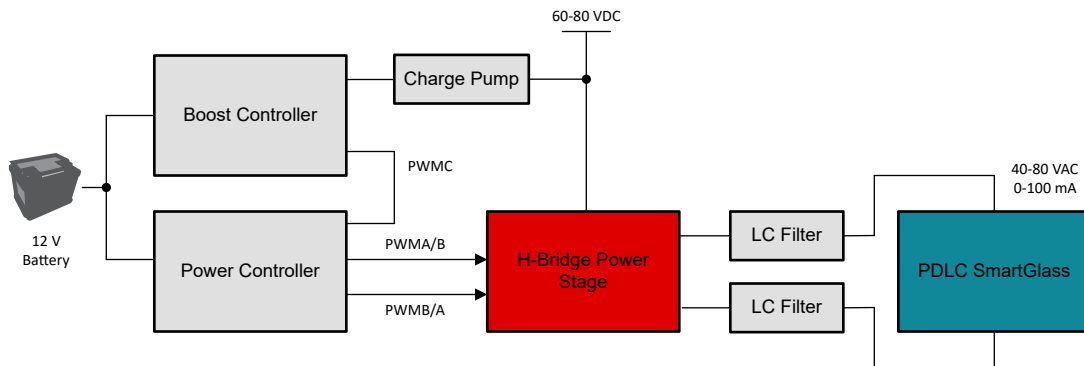 60-80 VDC
Charge Pump
Boost Controller
PWMC
12 V
Battery
Power Controller
PWMA/B
PWMB/A
H-Bridge Power
Stage
LC Filter
LC Filter
40-80 VAC
0-100 mA
PDLC SmartGlass